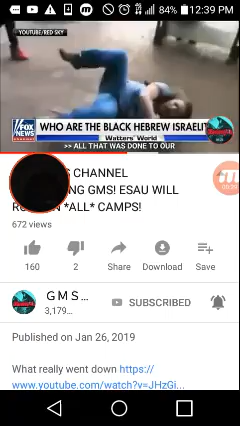 84% 12:39 PM
YOUTUBE/RED SKY
FOX
NEWS
channel
WHO ARE THE BLACK HEBREW ISRAELIT
Watters' World
>> ALL THAT WAS DONE TO OUR
CHANNEL
NG GMS! ESAU WILL
*ALL* CAMPS!
672 views
160
2
Share
Download
Save
G M S ...
3,179...
SUBSCRIBED
Published on Jan 26, 2019
What really went down https://
www.youtube.com/watch?v=JHzGi...